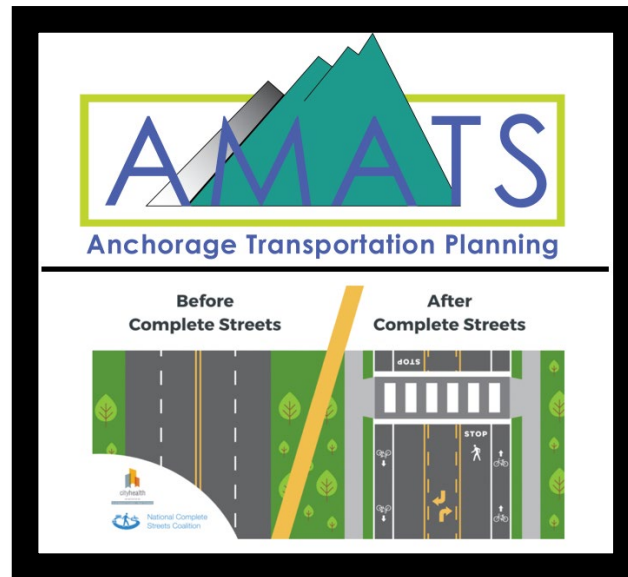 AMATS
Anchorage Transportation Planning
Before
Complete Streets
After
Complete Streets
STOP
STOP
cityhealth
National Complete
Streets Coalition